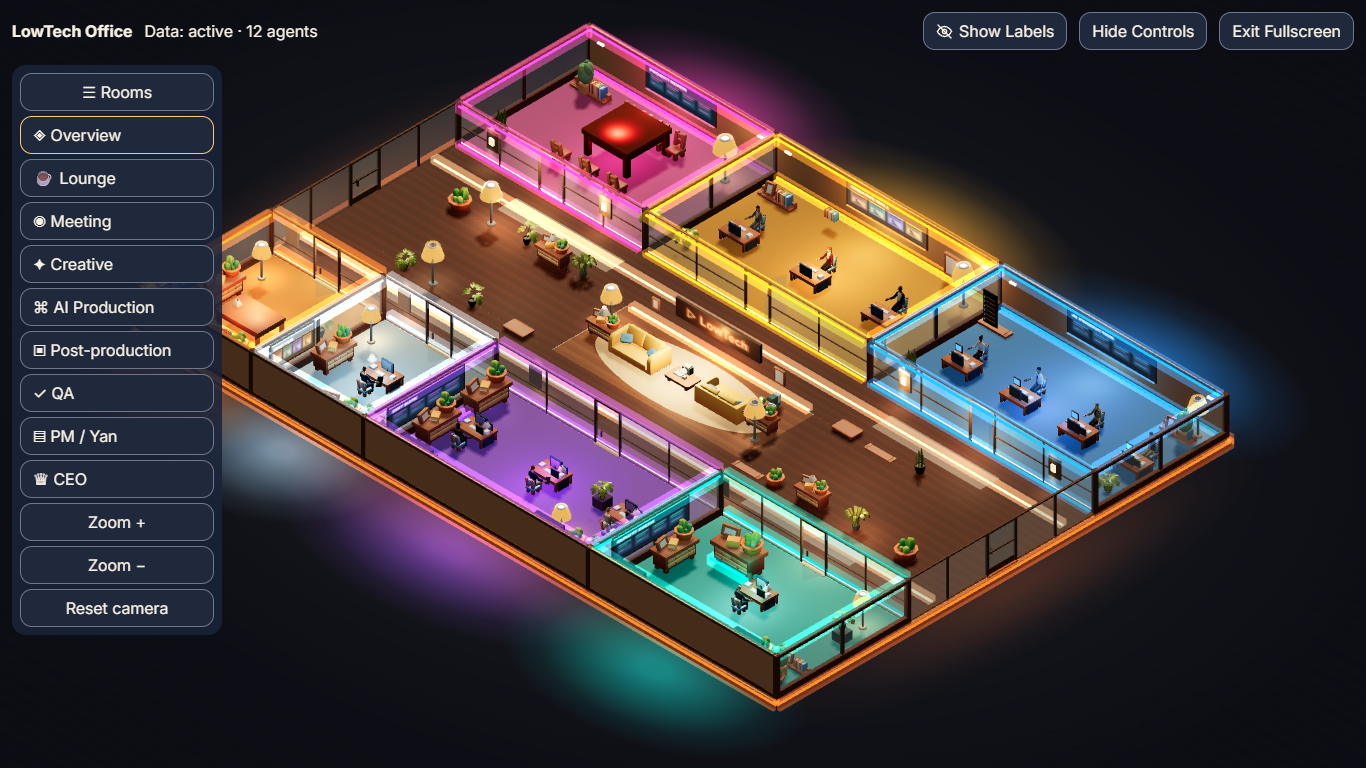 LowTech Office Data: active · 12 agents
Show Labels
Hide Controls
Exit Fullscreen
☰ Rooms
◈ Overview
Lounge
◉ Meeting
✦ Creative
⌘ AI Production
▣ Post-production
✓ QA
▤ PM / Yan
♛ CEO
Zoom +
Zoom −
Reset camera
▷ LowTech